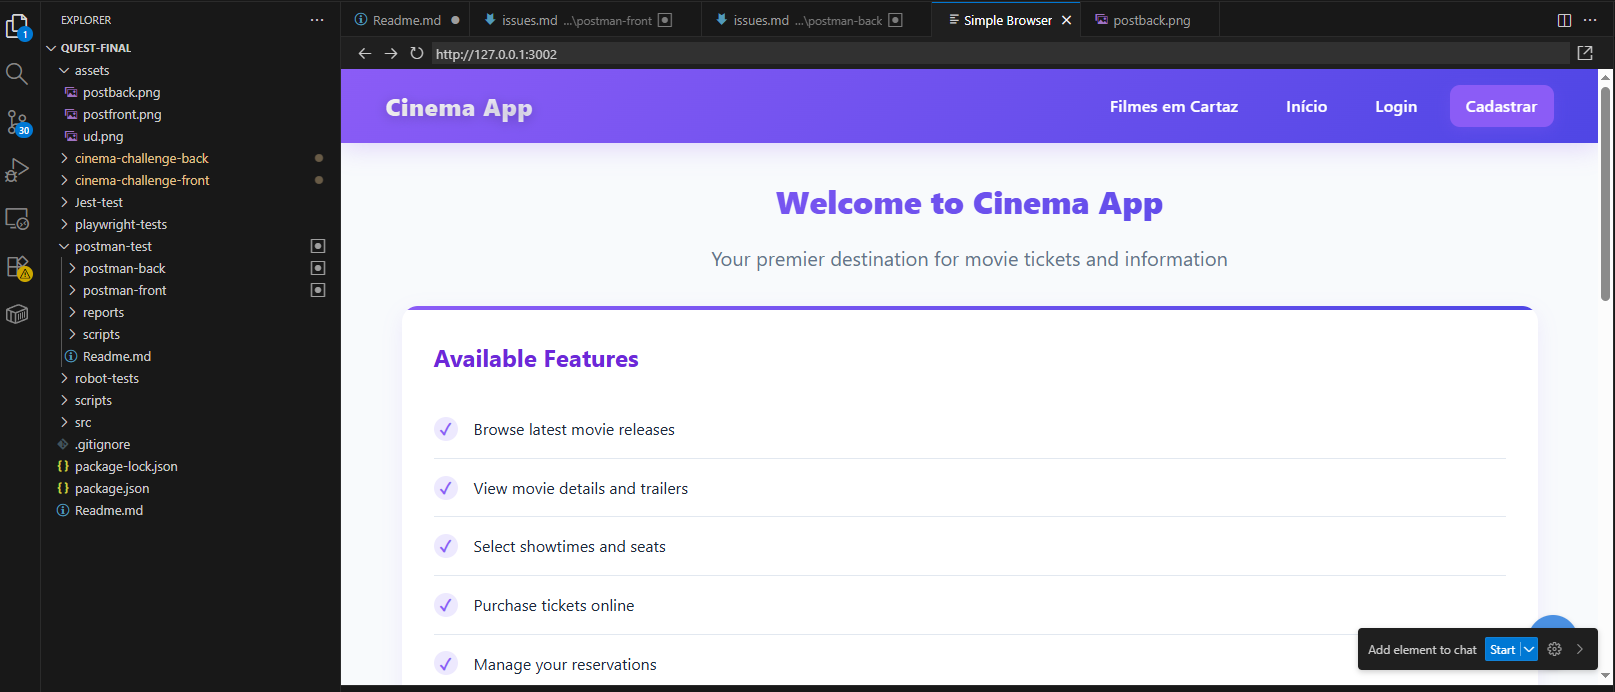 EXPLORER
QUEST-FINAL
assets
postback.png
postfront.png
ud.png
cinema-challenge-back
cinema-challenge-front
Jest-test
playwright-tests
postman-test
postman-back
postman-front
reports
scripts
Readme.md
robot-tests
scripts
src
.gitignore
package-lock.json
package.json
Readme.md
1
30
Readme.md
issues.md ...\postman-front
issues.md ...\postman-back
Simple Browser
postback.png
http://127.0.0.1:3002
Cinema App
Filmes em Cartaz Início Login Cadastrar
Welcome to Cinema App
Your premier destination for movie tickets and information
Available Features
Browse latest movie releases
View movie details and trailers
Select showtimes and seats
Purchase tickets online
Manage your reservations
Add element to chat Start